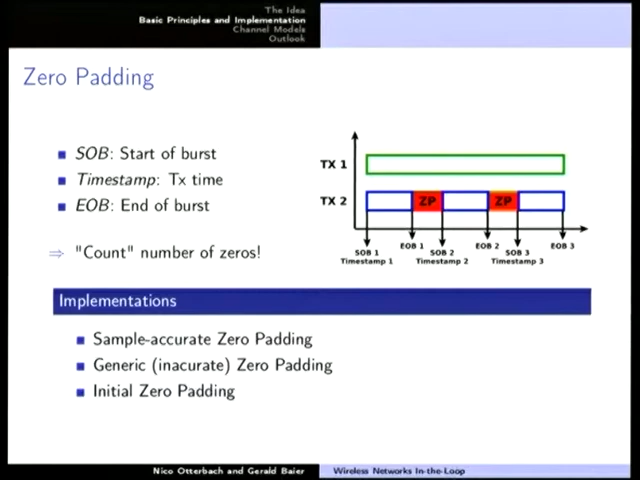 The Idea
Basic Principles and Implementation
Channel Models
Outlook
Zero Padding
SOB: Start of burst
Timestamp: Tx time
EOB: End of burst
⇒ "Count" number of zeros!
TX 1
TX 2
ZP
ZP
SOB 1
Timestamp 1
EOB 1
SOB 2
Timestamp 2
EOB 2
SOB 3
Timestamp 3
EOB 3
Implementations
Sample-accurate Zero Padding
Generic (inacurate) Zero Padding
Initial Zero Padding
Nico Otterbach and Gerald Baier
Wireless Networks In-the-Loop